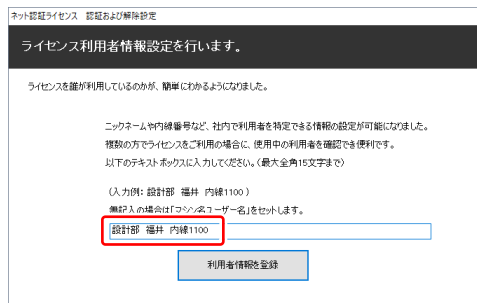 ネット認証ライセンス 認証および解除設定
ライセンス利用者情報設定を行います。
ライセンスを誰が利用しているのかが、簡単にわかるようになりました。
ニックネームや内線番号など、社内で利用者を特定できる情報の設定が可能になりました。
複数の方でライセンスをご利用の場合に、使用中の利用者を確認でき便利です。
以下のテキストボックスに入力してください。(最大全角15文字まで)
(入力例: 設計部 福井 内線1100 )
無記入の場合は「マシン名ユーザー名」をセットします。
設計部 福井 内線1100
利用者情報を登録